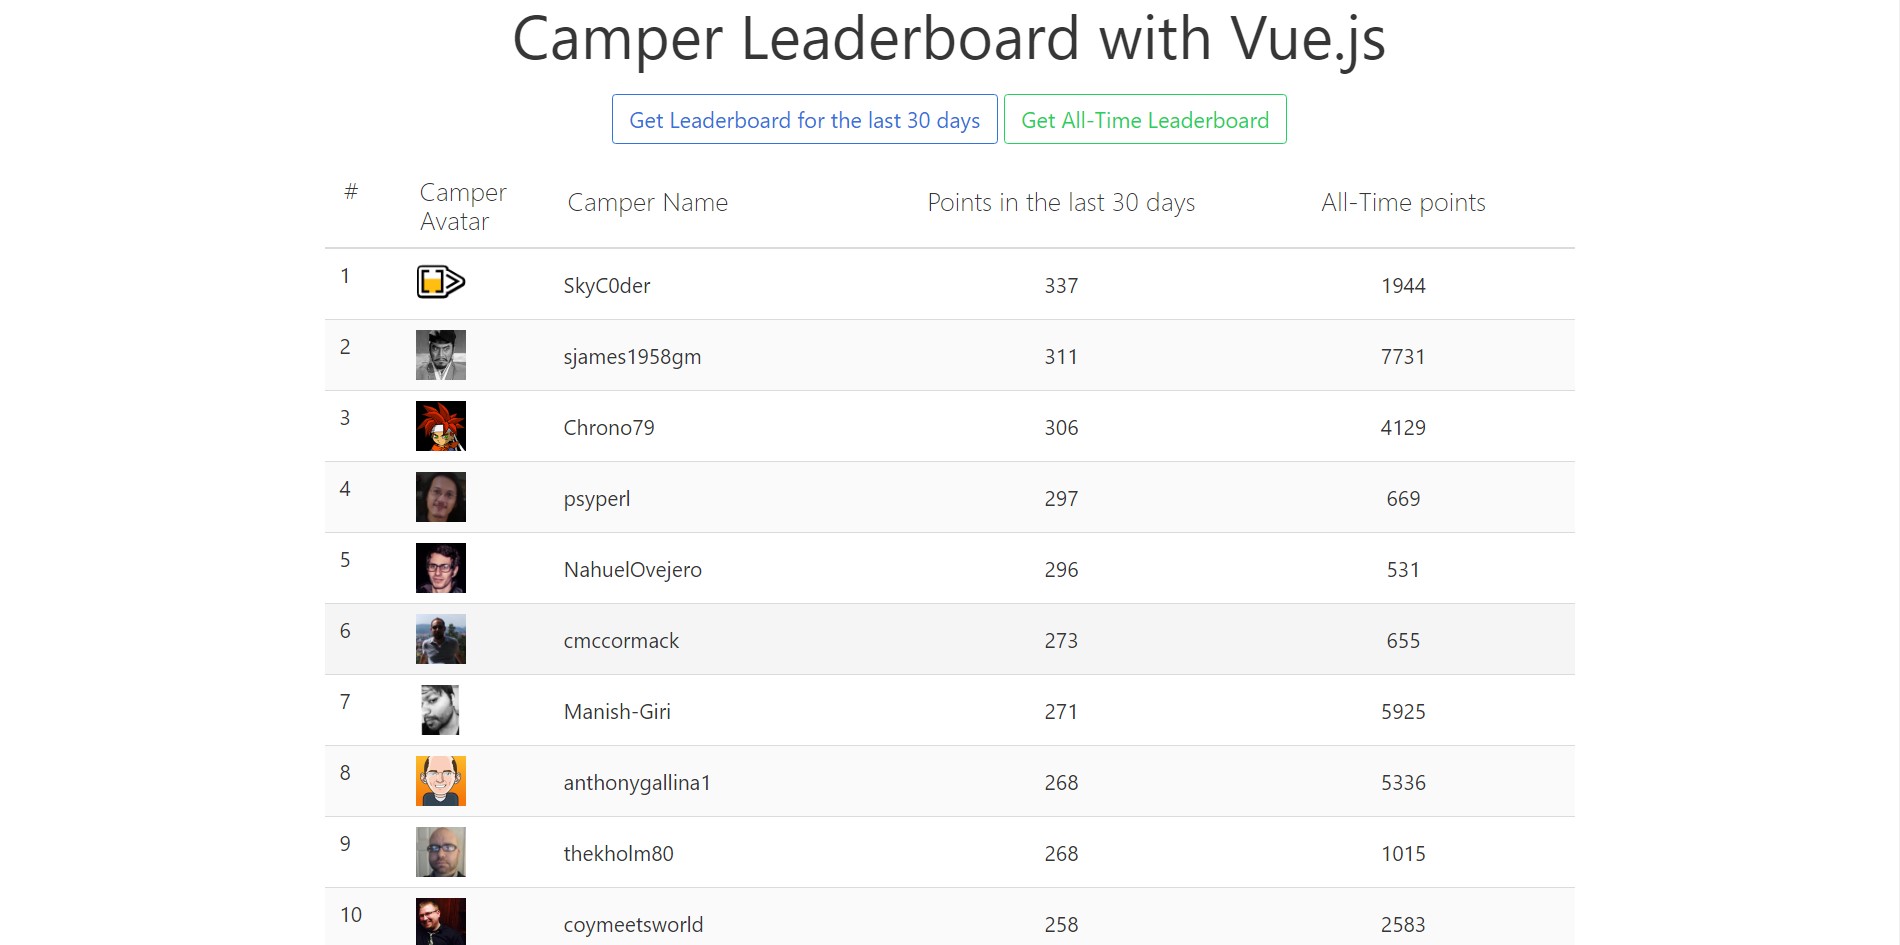 Camper Leaderboard with Vue.js
Get Leaderboard for the last 30 days Get All-Time Leaderboard
# Camper Avatar Camper Name Points in the last 30 days All-Time points
1 SkyC0der 337 1944
2 sjames1958gm 311 7731
3 Chrono79 306 4129
4 psyperl 297 669
5 NahuelOvejero 296 531
6 cmccormack 273 655
7 Manish-Giri 271 5925
8 anthonygallina1 268 5336
9 thekholm80 268 1015
10 coymeetsworld 258 2583